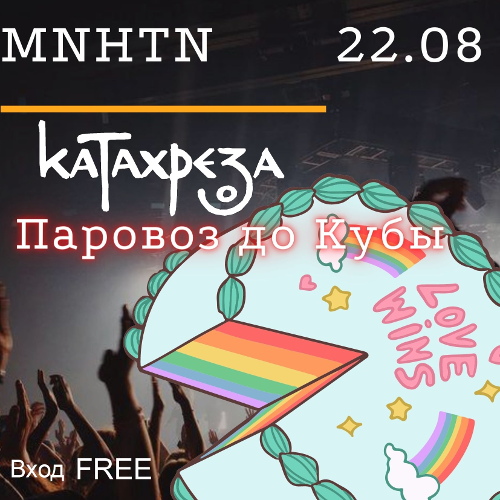 MNHTN 22.08
Катахреза
Паровоз до Кубы
LOVE
WiNS
Вход FREE